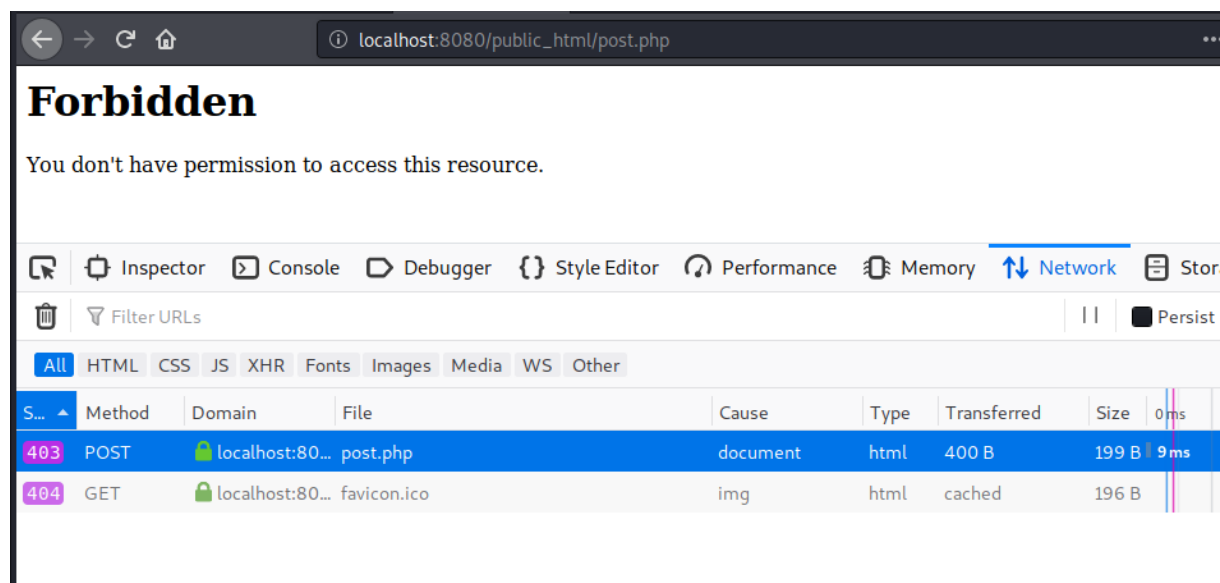 localhost:8080/public_html/post.php
Forbidden
You don't have permission to access this resource.
Inspector Console Debugger {} Style Editor Performance Memory Network Stor
Filter URLs Persist
All HTML CSS JS XHR Fonts Images Media WS Other
S... Method Domain File Cause Type Transferred Size 0 ms
403 POST localhost:80... post.php document html 400 B 199 B 9 ms
404 GET localhost:80... favicon.ico img html cached 196 B